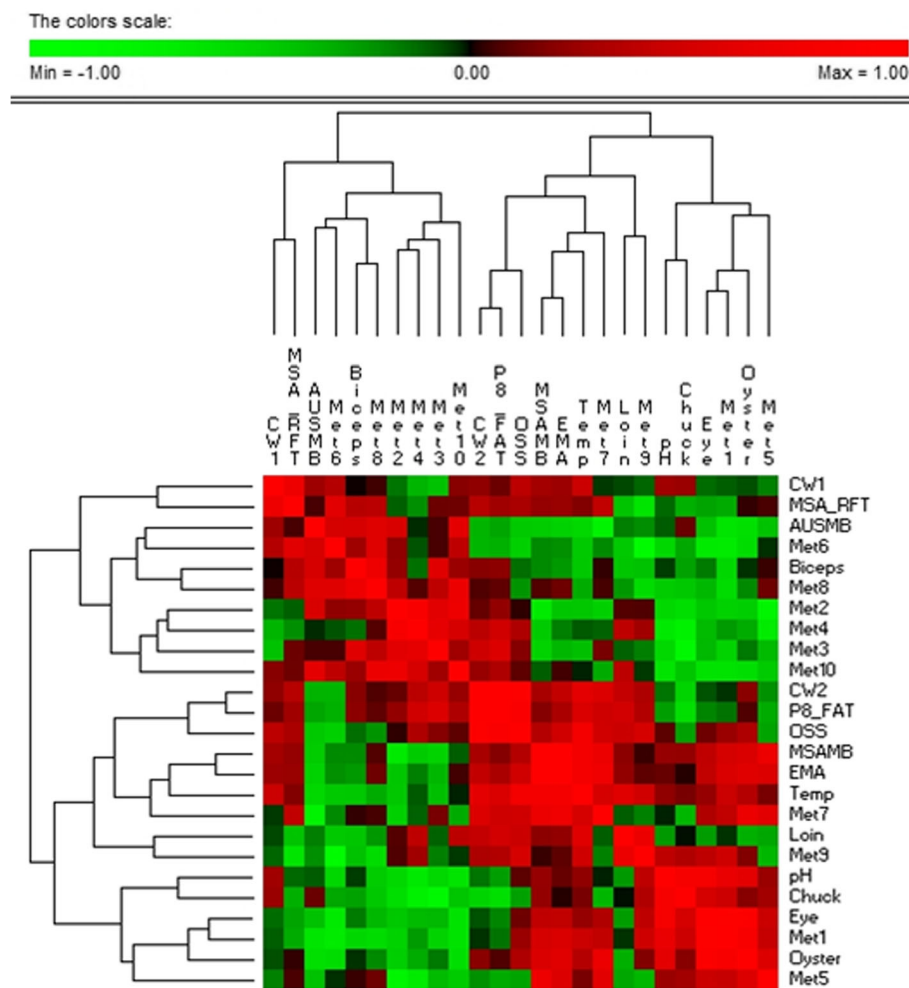 The colors scale:
Min = -1.00 0.00 Max = 1.00
CW1 MSA_RFT AUSMB Met6 Biceps Met8 Met2 Met4 Met3 Met10 CW2 P8_FAT OSS MSAMB EMA Temp Met7 Loin Met9 pH Chuck Eye Met1 Oyster Met5
CW1
MSA_RFT
AUSMB
Met6
Biceps
Met8
Met2
Met4
Met3
Met10
CW2
P8_FAT
OSS
MSAMB
EMA
Temp
Met7
Loin
Met9
pH
Chuck
Eye
Met1
Oyster
Met5